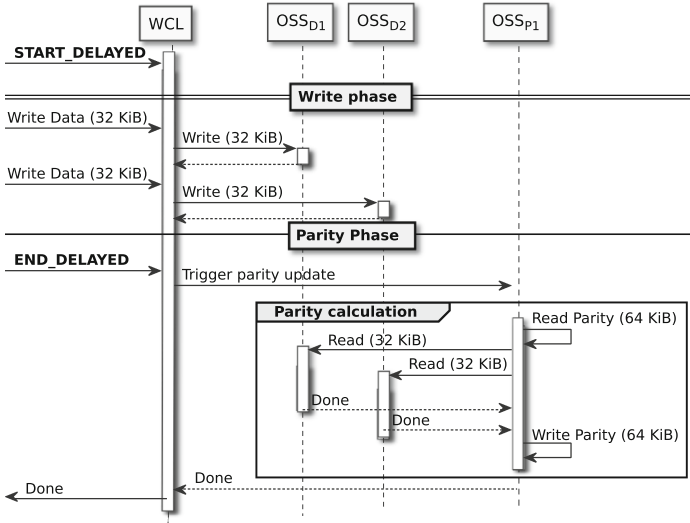 WCL
OSSD1
OSSD2
OSSP1
START_DELAYED
Write phase
Write Data (32 KiB)
Write (32 KiB)
Write Data (32 KiB)
Write (32 KiB)
Parity Phase
END_DELAYED
Trigger parity update
Parity calculation
Read Parity (64 KiB)
Read (32 KiB)
Read (32 KiB)
Done
Done
Write Parity (64 KiB)
Done
Done